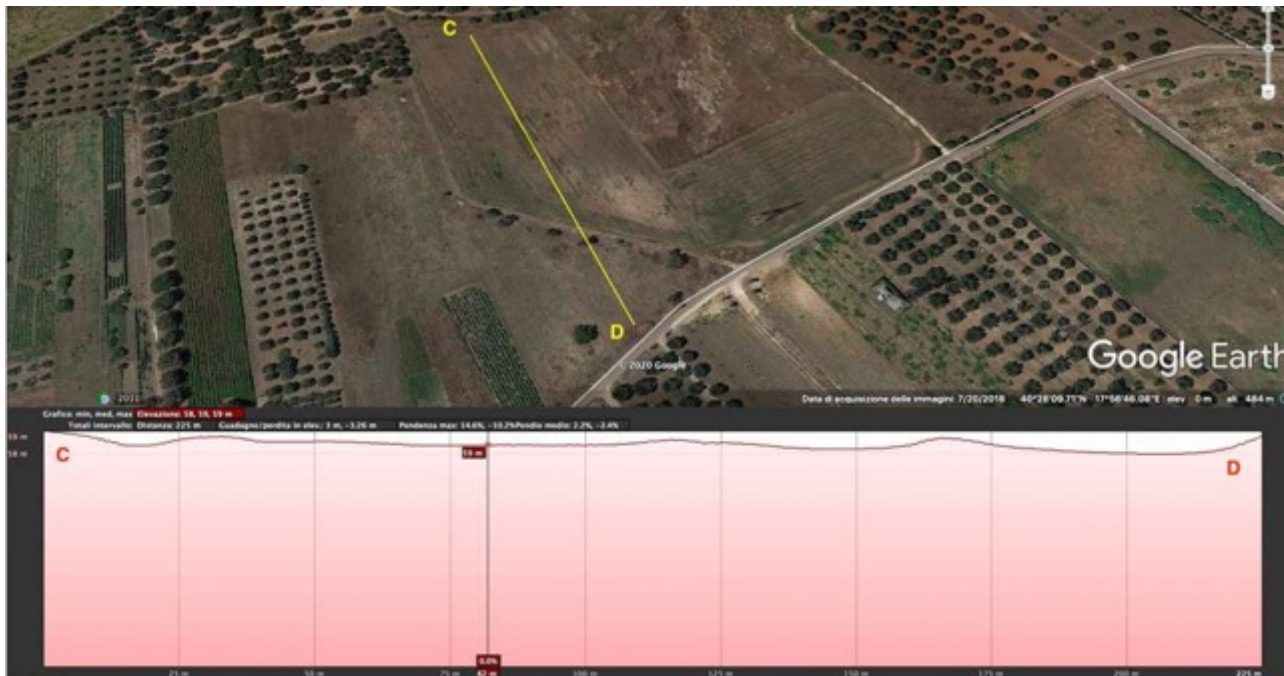 C
D
© 2020 Google
Google Earth
2011
Data di acquisizione delle immagini: 7/20/2018 40°28'09.71"N 17°56'46.08"E elev 0 m alt 484 m
Grafico: min, med, max Elevazione: 58, 59, 59 m
Totali intervallo: Distanza: 225 m Guadagno/perdita in elev.: 3 m, -3.26 m Pendenza max: 14.6%, -10.2% Pendio medio: 2.2%, -2.4%
59 m
58 m
C
59 m
D
0.0%
25 m 50 m 75 m 82 m 100 m 125 m 150 m 175 m 200 m 225 m